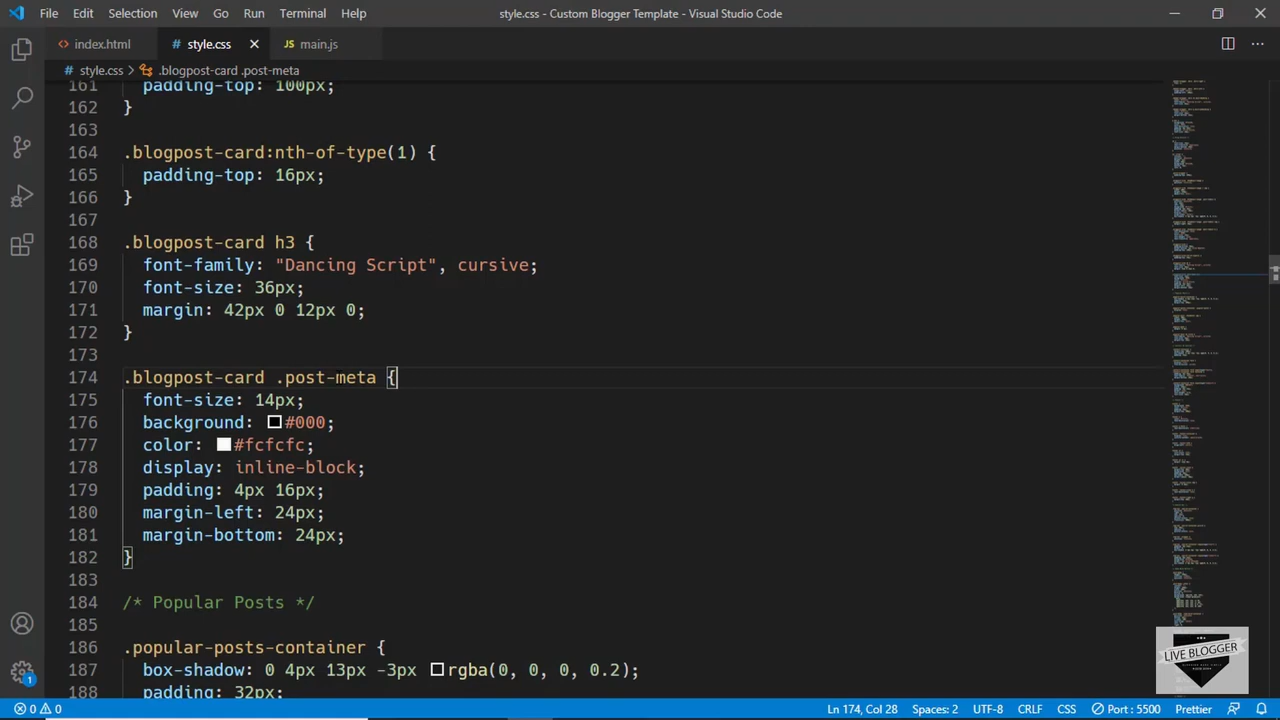 File Edit Selection View Go Run Terminal Help style.css - Custom Blogger Template - Visual Studio Code
index.html style.css main.js
style.css > .blogpost-card .post-meta
161 padding-top: 100px;
162 }
163
164 .blogpost-card:nth-of-type(1) {
165 padding-top: 16px;
166 }
167
168 .blogpost-card h3 {
169 font-family: "Dancing Script", cursive;
170 font-size: 36px;
171 margin: 42px 0 12px 0;
172 }
173
174 .blogpost-card .post-meta {
175 font-size: 14px;
176 background: #000;
177 color: #fcfcfc;
178 display: inline-block;
179 padding: 4px 16px;
180 margin-left: 24px;
181 margin-bottom: 24px;
182 }
183
184 /* Popular Posts */
185
186 .popular-posts-container {
187 box-shadow: 0 4px 13px -3px rgba(0, 0, 0, 0.2);
188 padding: 32px;
LIVE BLOGGER
1
0 0 Ln 174, Col 28 Spaces: 2 UTF-8 CRLF CSS Port : 5500 Prettier